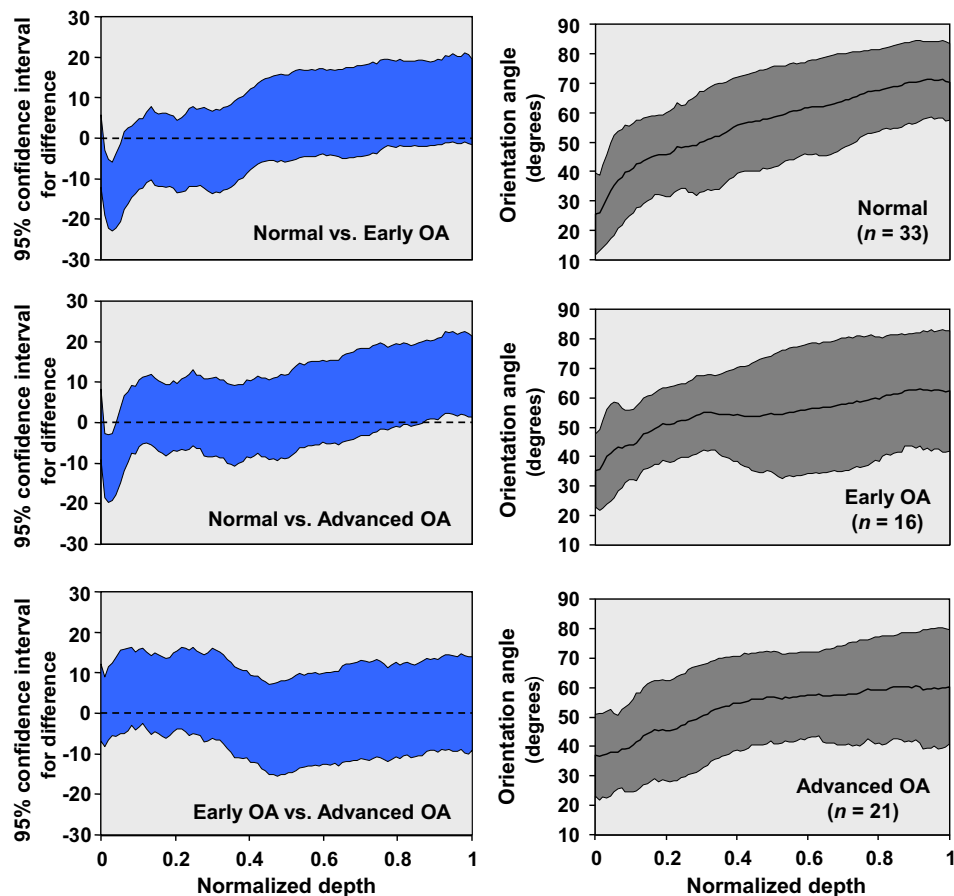 95% confidence interval
for difference
30
20
10
0
-10
-20
-30
Normal vs. Early OA
Orientation angle
(degrees)
90
80
70
60
50
40
30
20
10
Normal
(n = 33)
95% confidence interval
for difference
30
20
10
0
-10
-20
-30
Normal vs. Advanced OA
Orientation angle
(degrees)
90
80
70
60
50
40
30
20
10
Early OA
(n = 16)
95% confidence interval
for difference
30
20
10
0
-10
-20
-30
Early OA vs. Advanced OA
0 0.2 0.4 0.6 0.8 1
Normalized depth
Orientation angle
(degrees)
90
80
70
60
50
40
30
20
10
Advanced OA
(n = 21)
0 0.2 0.4 0.6 0.8 1
Normalized depth